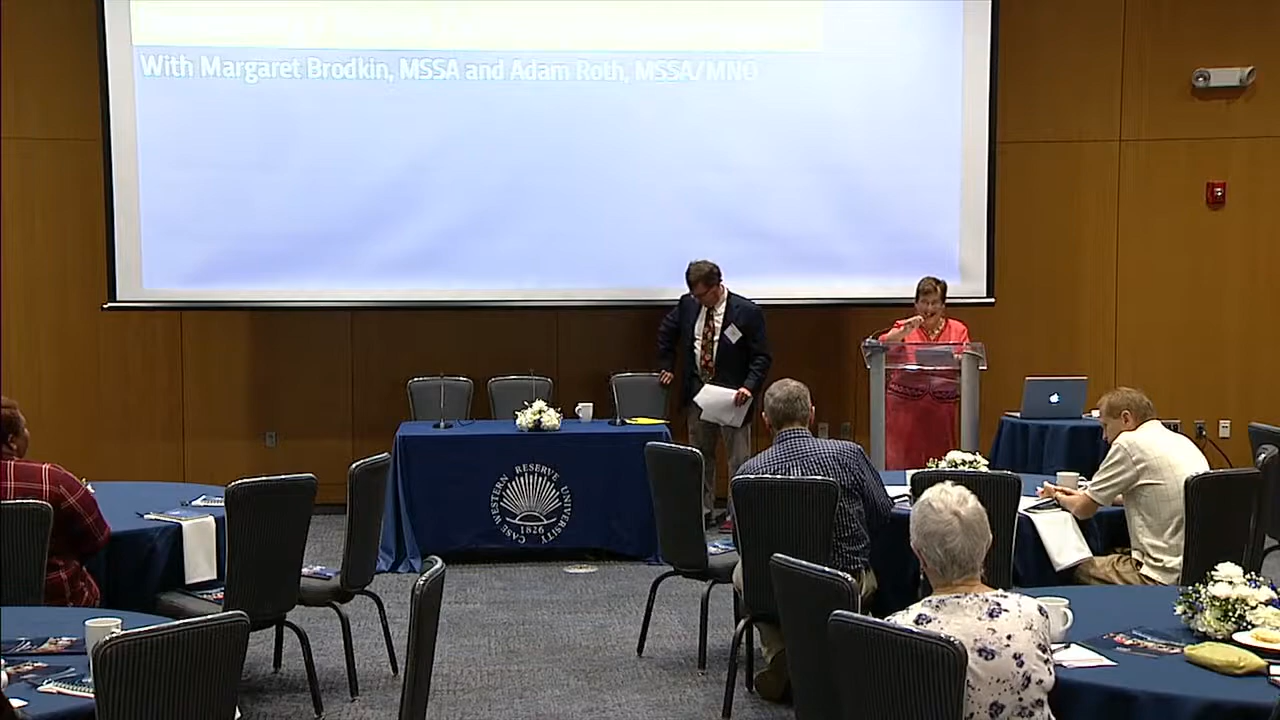 With Margaret Brodkin, MSSA and Adam Roth, MSSA/MNO
CASE WESTERN RESERVE UNIVERSITY
1826